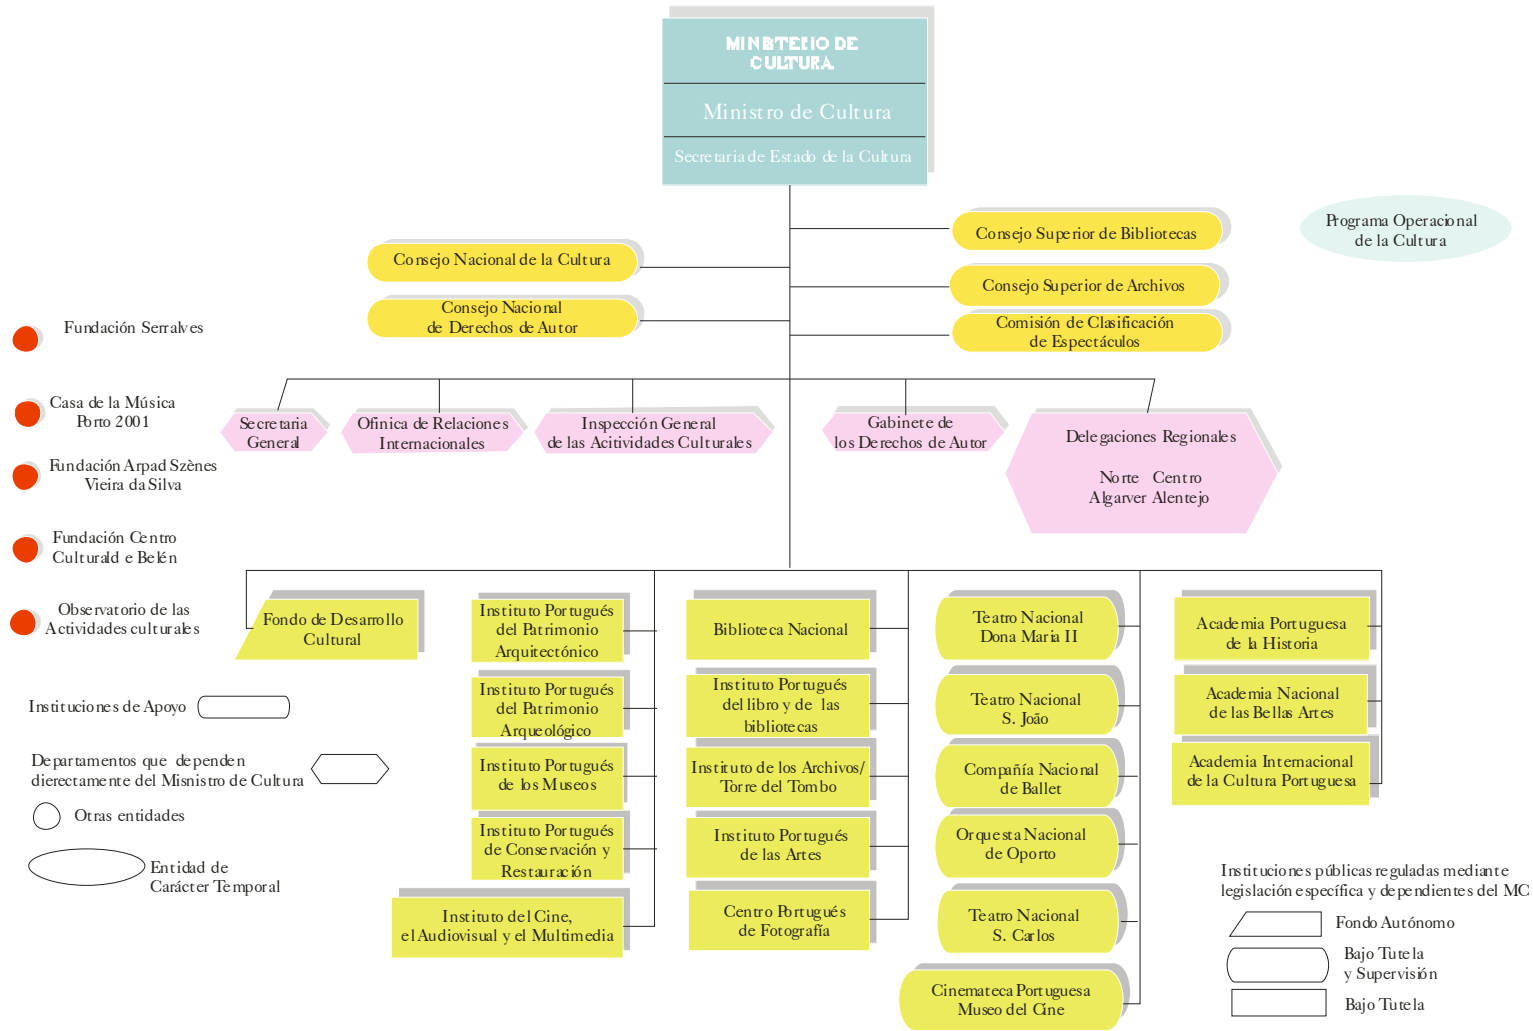 MINISTERIO DE
CULTURA
Ministro de Cultura
Secretaria de Estado de la Cultura
Consejo Superior de Bibliotecas
Programa Operacional
de la Cultura
Consejo Nacional de la Cultura
Consejo Superior de Archivos
Consejo Nacional
de Derechos de Autor
Comisión de Clasificación
de Espectáculos
Fundación Serralves
Casa de la Música
Porto 2001
Fundación Arpad Szènes
Vieira da Silva
Fundación Centro
Culturald e Belén
Observatorio de las
Actividades culturales
Secretaria
General
Ofinica de Relaciones
Internacionales
Inspección General
de las Acitividades Culturales
Gabinete de
los Derechos de Autor
Delegaciones Regionales
Norte Centro
Algarver Alentejo
Fondo de Desarrollo
Cultural
Instituto Portugués
del Patrimonio
Arquitectónico
Instituto Portugués
del Patrimonio
Arqueológico
Instituto Portugués
de los Museos
Instituto Portugués
de Conservación y
Restauración
Instituto del Cine,
el Audiovisual y el Multimedia
Biblioteca Nacional
Instituto Portugués
del libro y de las
bibliotecas
Instituto de los Archivos/
Torre del Tombo
Instituto Portugués
de las Artes
Centro Portugués
de Fotografía
Teatro Nacional
Dona Maria II
Teatro Nacional
S. João
Compañía Nacional
de Ballet
Orquesta Nacional
de Oporto
Teatro Nacional
S. Carlos
Cinemateca Portuguesa
Museo del Cine
Academia Portuguesa
de la Historia
Academia Nacional
de las Bellas Artes
Academia Internacional
de la Cultura Portuguesa
Instituciones de Apoyo
Departamentos que dependen
dierectamente del Misnistro de Cultura
Otras entidades
Entidad de
Carácter Temporal
Instituciones públicas reguladas mediante
legislación específica y dependientes del MC
Fondo Autónomo
Bajo Tutela
y Supervisión
Bajo Tutela